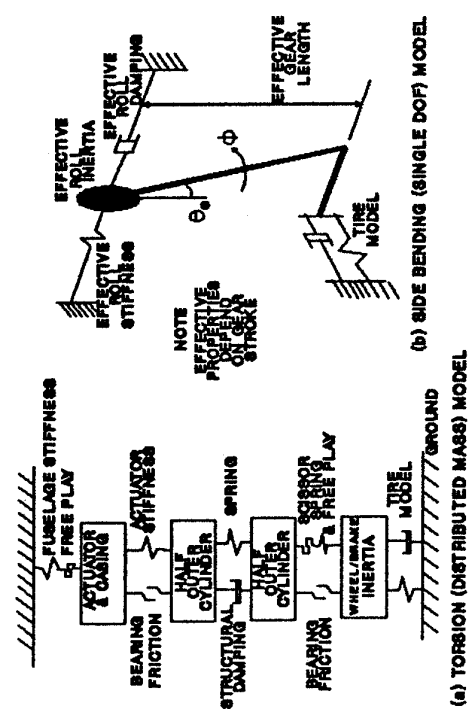 FUSELAGE STIFFNESS
FREE PLAY
ACTUATOR
& CASING
BEARING
FRICTION
ACTUATOR
STIFFNESS
HALF
OUTER
CYLINDER
STRUCTURAL
DAMPING
SPRING
HALF
OUTER
CYLINDER
BEARING
FRICTION
SCISSOR
SPRING
& FREE PLAY
WHEEL/BRAKE
INERTIA
TIRE
MODEL
GROUND
(a) TORSION (DISTRIBUTED MASS) MODEL
EFFECTIVE
ROLL
STIFFNESS
EFFECTIVE
ROLL
INERTIA
EFFECTIVE
ROLL
DAMPING
NOTE
EFFECTIVE
PROPERTIES
DEPEND
ON GEAR
STROKE
θe
Φ
EFFECTIVE
GEAR
LENGTH
TIRE
MODEL
(b) SIDE BENDING (SINGLE DOF) MODEL